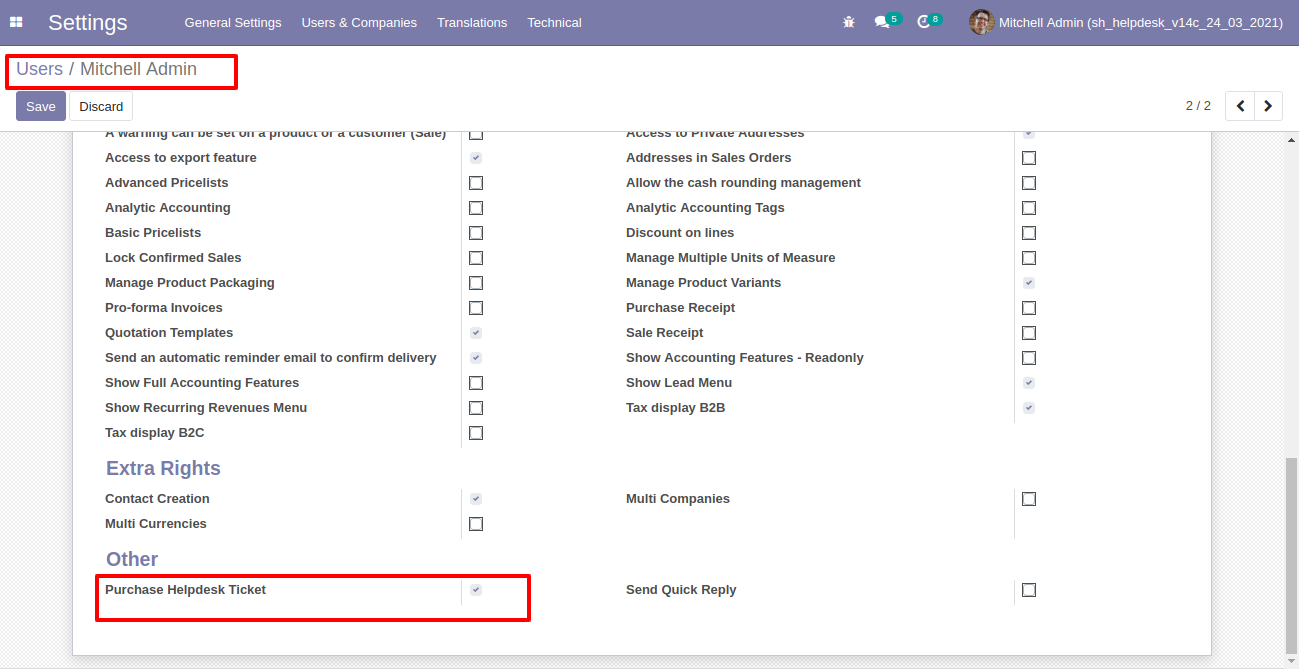 Settings General Settings Users & Companies Translations Technical 5 8 Mitchell Admin (sh_helpdesk_v14c_24_03_2021)
Users / Mitchell Admin
Save Discard 2 / 2
A warning can be set on a product or a customer (Sale) Access to Private Addresses
Access to export feature Addresses in Sales Orders
Advanced Pricelists Allow the cash rounding management
Analytic Accounting Analytic Accounting Tags
Basic Pricelists Discount on lines
Lock Confirmed Sales Manage Multiple Units of Measure
Manage Product Packaging Manage Product Variants
Pro-forma Invoices Purchase Receipt
Quotation Templates Sale Receipt
Send an automatic reminder email to confirm delivery Show Accounting Features - Readonly
Show Full Accounting Features Show Lead Menu
Show Recurring Revenues Menu Tax display B2B
Tax display B2C
Extra Rights
Contact Creation Multi Companies
Multi Currencies
Other
Purchase Helpdesk Ticket Send Quick Reply